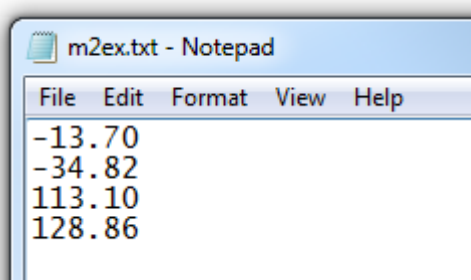 m2ex.txt - Notepad
File Edit Format View Help
-13.70
-34.82
113.10
128.86